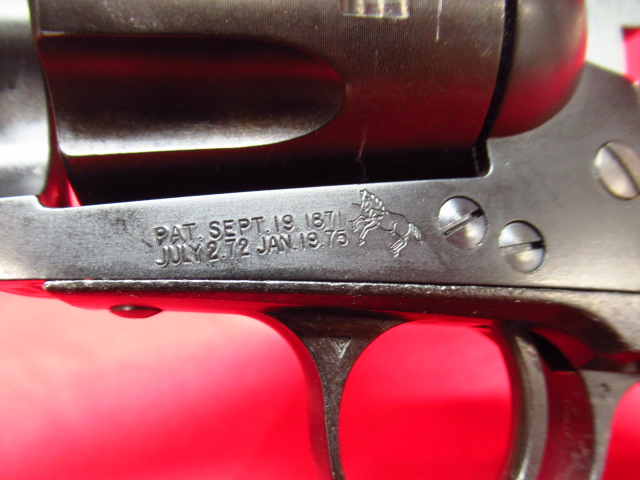 PAT. SEPT. 19. 1871.
JULY 2.72 JAN. 19.75